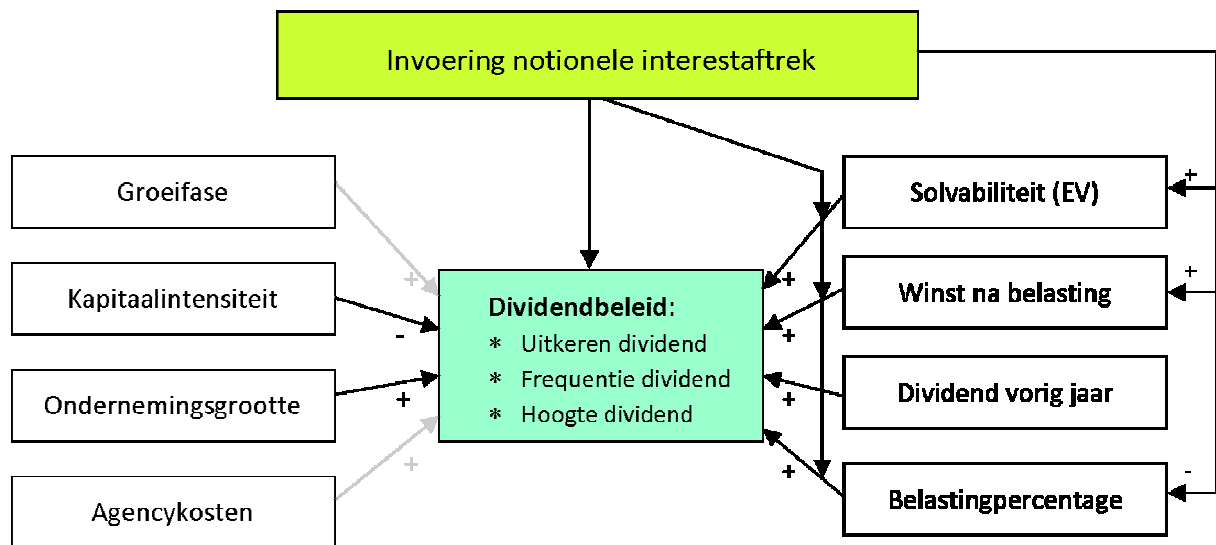 Invoering notionele interestaftrek
Groeifase
Kapitaalintensiteit
Ondernemingsgrootte
Agencykosten
+
-
+
+
Dividendbeleid:
* Uitkeren dividend
* Frequentie dividend
* Hoogte dividend
+
+
+
+
Solvabiliteit (EV)
Winst na belasting
Dividend vorig jaar
Belastingpercentage
+
+
-